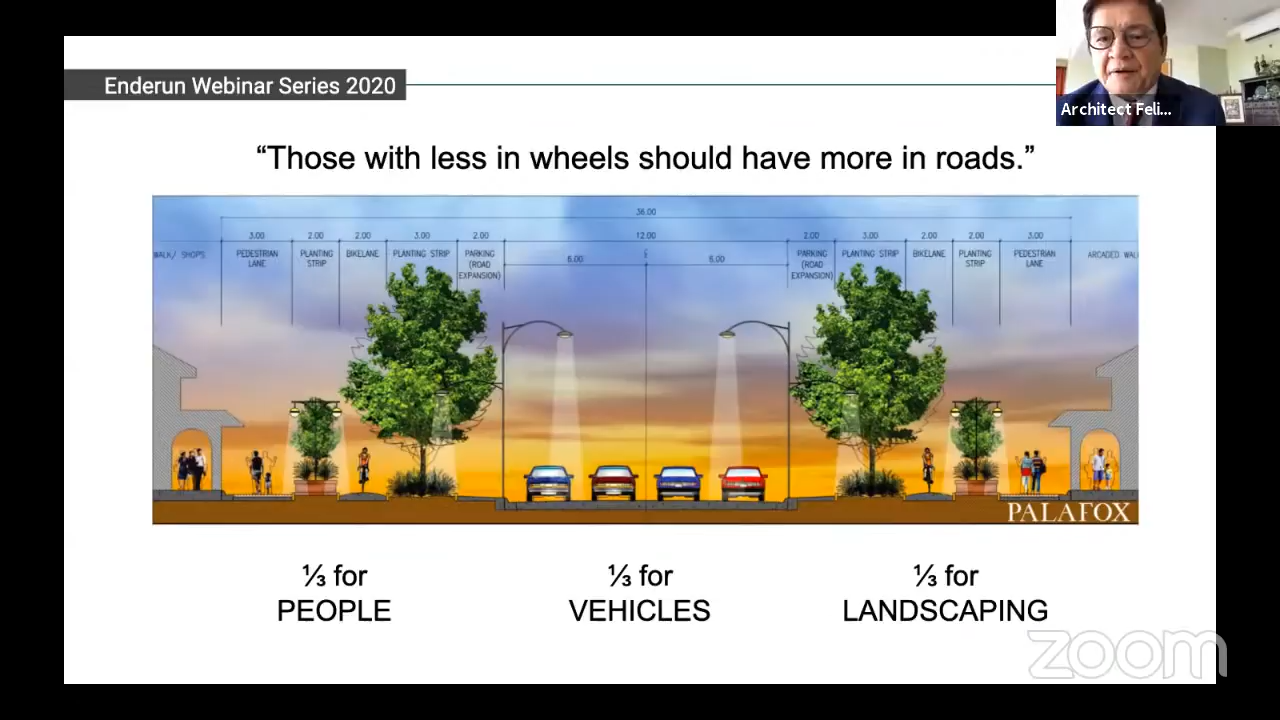 Enderun Webinar Series 2020
Architect Feli...
“Those with less in wheels should have more in roads.”
36.00
3.00 2.00 2.00 3.00 2.00 12.00 2.00 3.00 2.00 2.00 3.00
WALK/ SHOPS PEDESTRIAN LANE PLANTING STRIP BIKELANE PLANTING STRIP PARKING (ROAD EXPANSION) 6.00 6.00 PARKING (ROAD EXPANSION) PLANTING STRIP BIKELANE PLANTING STRIP PEDESTRIAN LANE ARCADED WAL
PALAFOX
⅓ for
PEOPLE
⅓ for
VEHICLES
⅓ for
LANDSCAPING
zoom